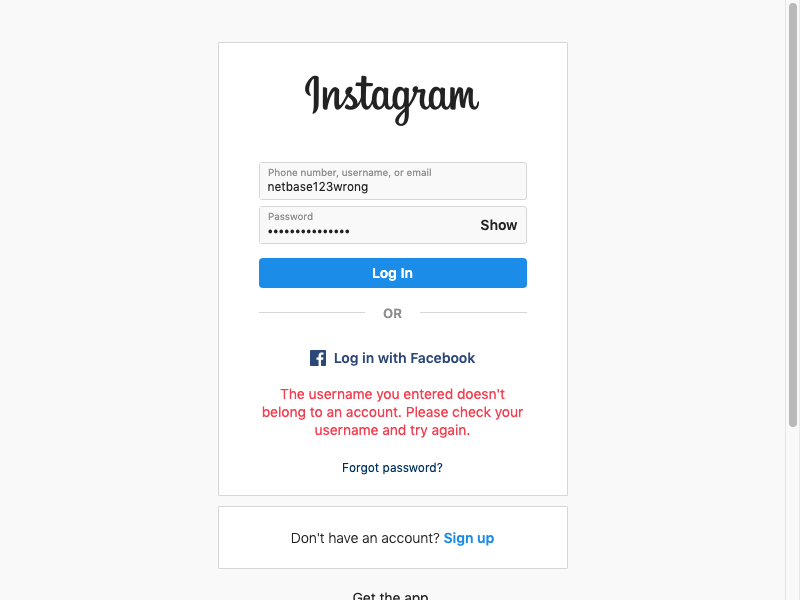 Instagram
Phone number, username, or email
netbase123wrong
Password
•••••••••••••••
Show
Log In
OR
Log in with Facebook
The username you entered doesn't
belong to an account. Please check your
username and try again.
Forgot password?
Don't have an account? Sign up
Get the app